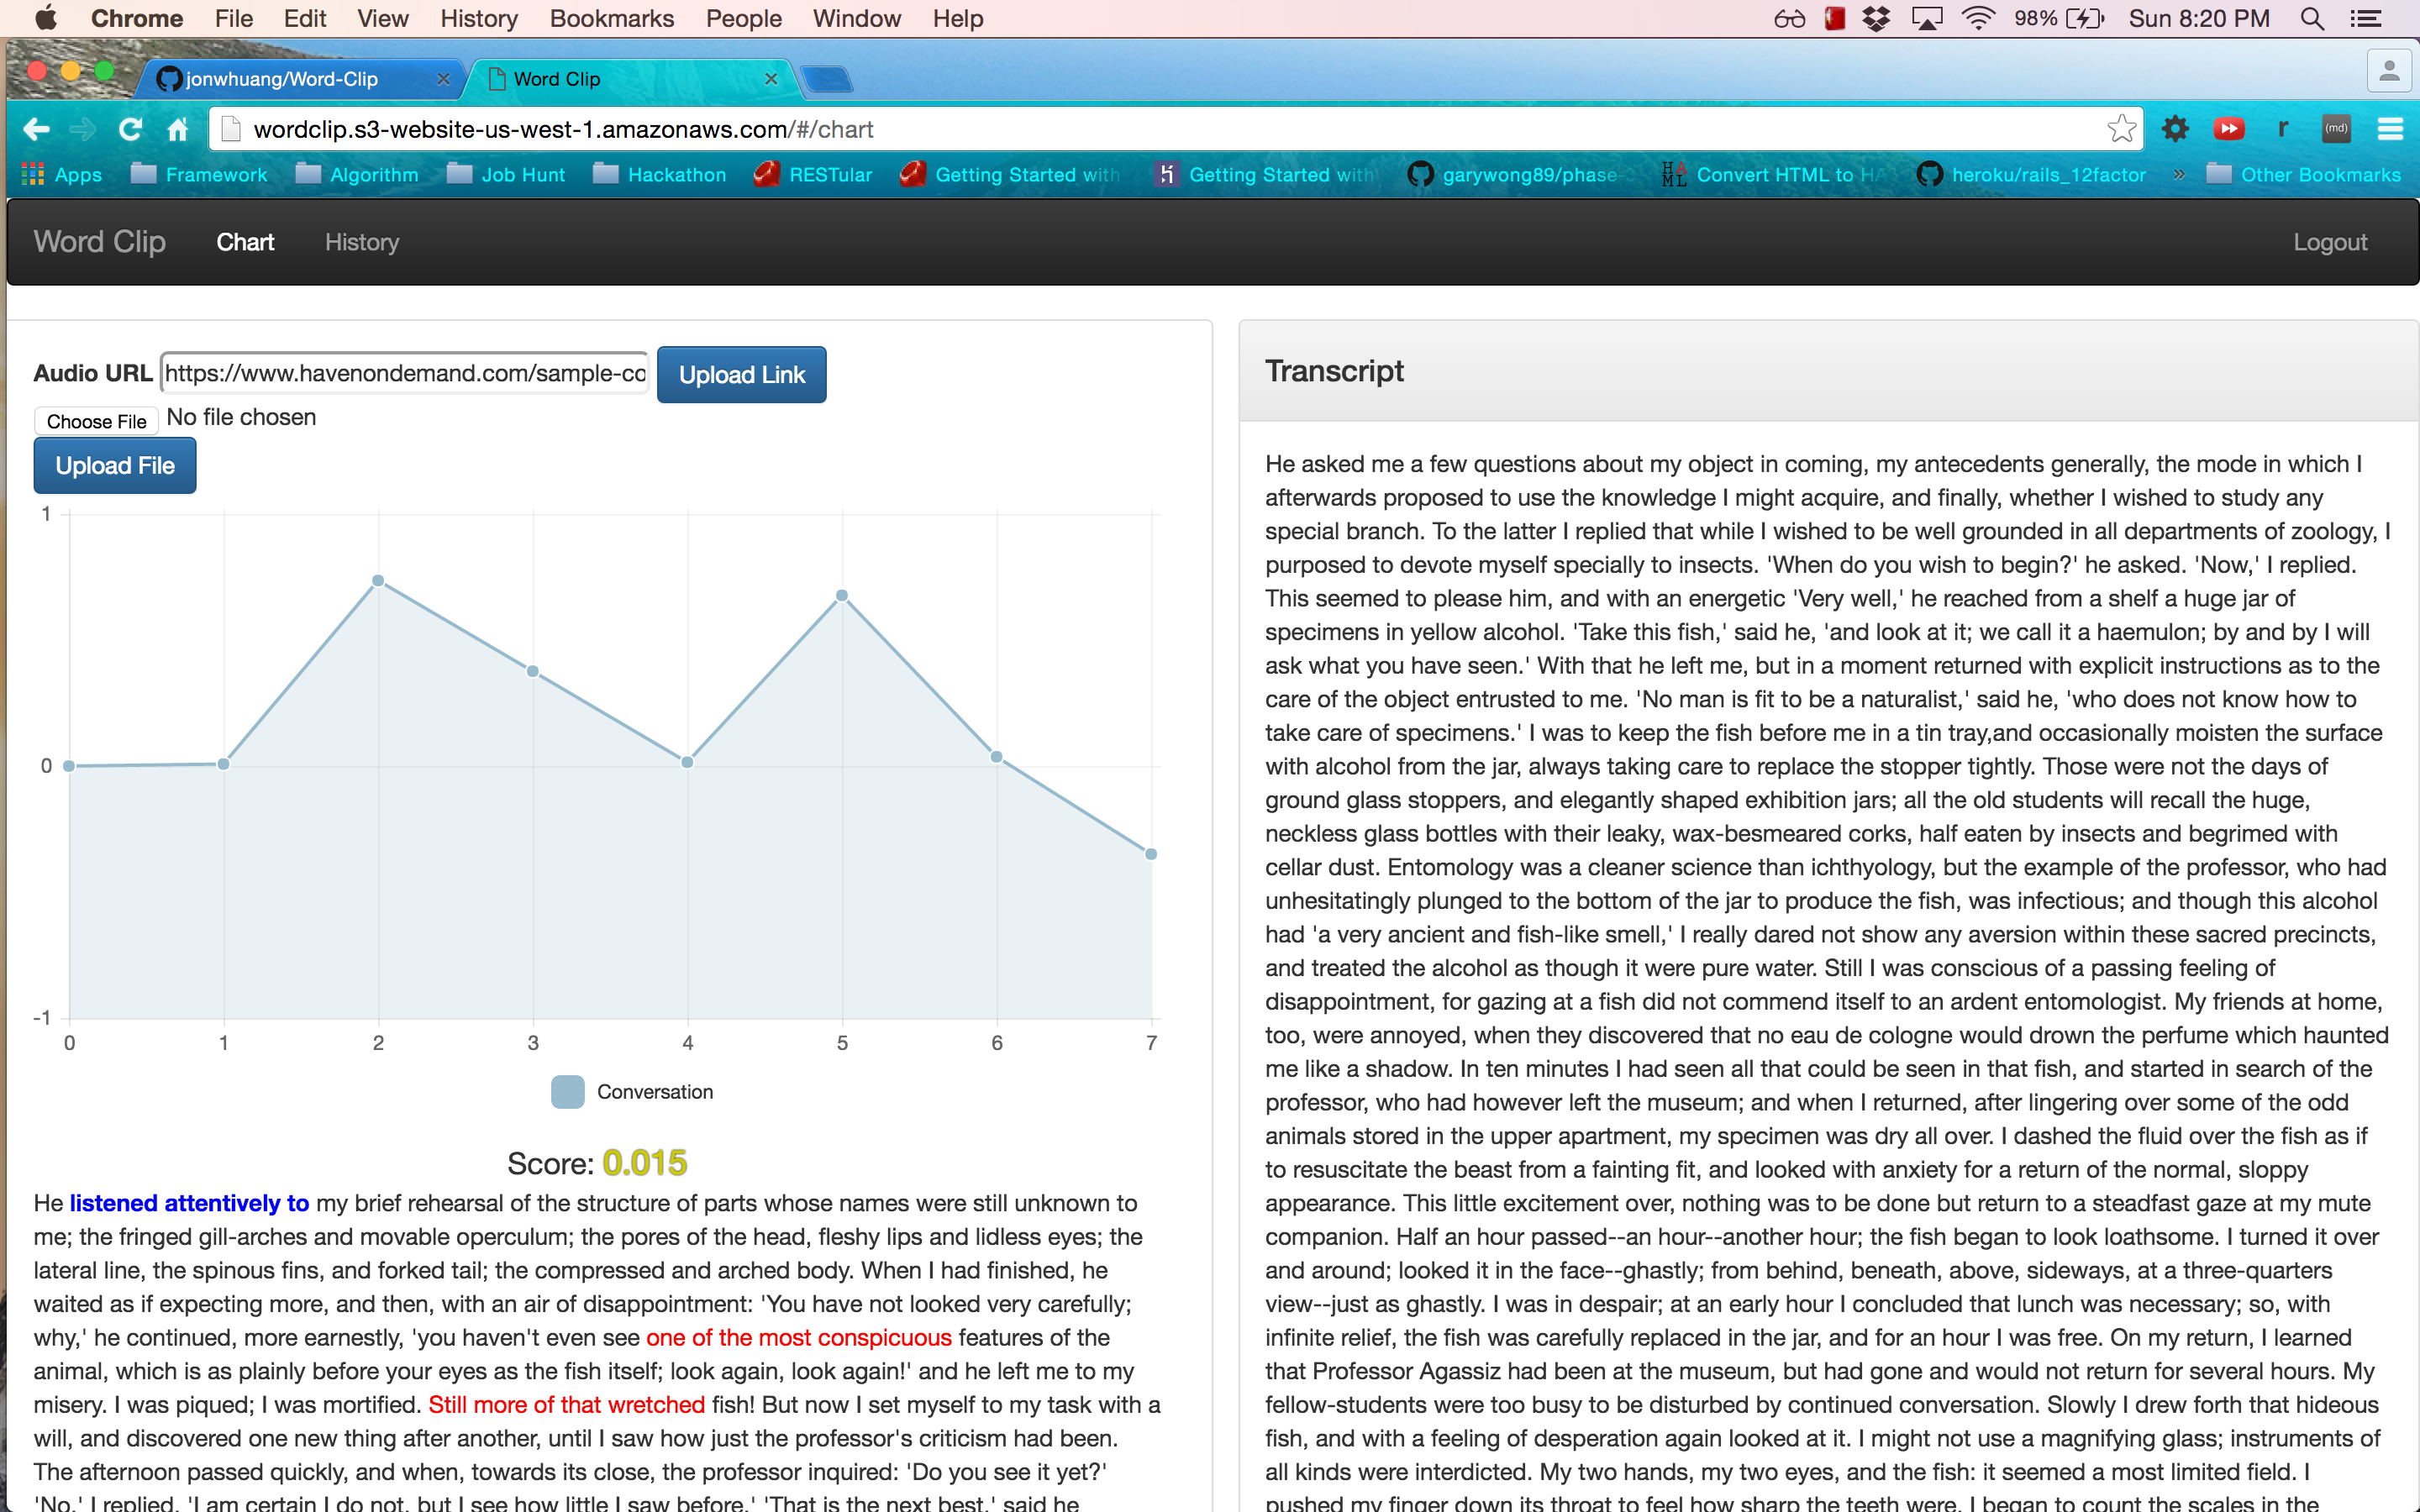 Chrome File Edit View History Bookmarks People Window Help 98% Sun 8:20 PM
jonwhuang/Word-Clip Word Clip
wordclip.s3-website-us-west-1.amazonaws.com/#/chart r (md)
Apps Framework Algorithm Job Hunt Hackathon RESTular Getting Started with Getting Started with garywong89/phase- Convert HTML to HA heroku/rails_12factor » Other Bookmarks
Word Clip Chart History Logout
Audio URL https://www.havenondemand.com/sample-co Upload Link
Choose File No file chosen
Upload File
1
0
-1
0 1 2 3 4 5 6 7
Conversation
Score: 0.015
He listened attentively to my brief rehearsal of the structure of parts whose names were still unknown to
me; the fringed gill-arches and movable operculum; the pores of the head, fleshy lips and lidless eyes; the
lateral line, the spinous fins, and forked tail; the compressed and arched body. When I had finished, he
waited as if expecting more, and then, with an air of disappointment: 'You have not looked very carefully;
why,' he continued, more earnestly, 'you haven't even see one of the most conspicuous features of the
animal, which is as plainly before your eyes as the fish itself; look again, look again!' and he left me to my
misery. I was piqued; I was mortified. Still more of that wretched fish! But now I set myself to my task with a
will, and discovered one new thing after another, until I saw how just the professor's criticism had been.
The afternoon passed quickly, and when, towards its close, the professor inquired: 'Do you see it yet?'
'No,' I replied, 'I am certain I do not, but I see how little I saw before.' 'That is the next best,' said he
Transcript
He asked me a few questions about my object in coming, my antecedents generally, the mode in which I
afterwards proposed to use the knowledge I might acquire, and finally, whether I wished to study any
special branch. To the latter I replied that while I wished to be well grounded in all departments of zoology, I
purposed to devote myself specially to insects. 'When do you wish to begin?' he asked. 'Now,' I replied.
This seemed to please him, and with an energetic 'Very well,' he reached from a shelf a huge jar of
specimens in yellow alcohol. 'Take this fish,' said he, 'and look at it; we call it a haemulon; by and by I will
ask what you have seen.' With that he left me, but in a moment returned with explicit instructions as to the
care of the object entrusted to me. 'No man is fit to be a naturalist,' said he, 'who does not know how to
take care of specimens.' I was to keep the fish before me in a tin tray,and occasionally moisten the surface
with alcohol from the jar, always taking care to replace the stopper tightly. Those were not the days of
ground glass stoppers, and elegantly shaped exhibition jars; all the old students will recall the huge,
neckless glass bottles with their leaky, wax-besmeared corks, half eaten by insects and begrimed with
cellar dust. Entomology was a cleaner science than ichthyology, but the example of the professor, who had
unhesitatingly plunged to the bottom of the jar to produce the fish, was infectious; and though this alcohol
had 'a very ancient and fish-like smell,' I really dared not show any aversion within these sacred precincts,
and treated the alcohol as though it were pure water. Still I was conscious of a passing feeling of
disappointment, for gazing at a fish did not commend itself to an ardent entomologist. My friends at home,
too, were annoyed, when they discovered that no eau de cologne would drown the perfume which haunted
me like a shadow. In ten minutes I had seen all that could be seen in that fish, and started in search of the
professor, who had however left the museum; and when I returned, after lingering over some of the odd
animals stored in the upper apartment, my specimen was dry all over. I dashed the fluid over the fish as if
to resuscitate the beast from a fainting fit, and looked with anxiety for a return of the normal, sloppy
appearance. This little excitement over, nothing was to be done but return to a steadfast gaze at my mute
companion. Half an hour passed--an hour--another hour; the fish began to look loathsome. I turned it over
and around; looked it in the face--ghastly; from behind, beneath, above, sideways, at a three-quarters
view--just as ghastly. I was in despair; at an early hour I concluded that lunch was necessary; so, with
infinite relief, the fish was carefully replaced in the jar, and for an hour I was free. On my return, I learned
that Professor Agassiz had been at the museum, but had gone and would not return for several hours. My
fellow-students were too busy to be disturbed by continued conversation. Slowly I drew forth that hideous
fish, and with a feeling of desperation again looked at it. I might not use a magnifying glass; instruments of
all kinds were interdicted. My two hands, my two eyes, and the fish: it seemed a most limited field. I
pushed my finger down its throat to feel how sharp the teeth were. I began to count the scales in the